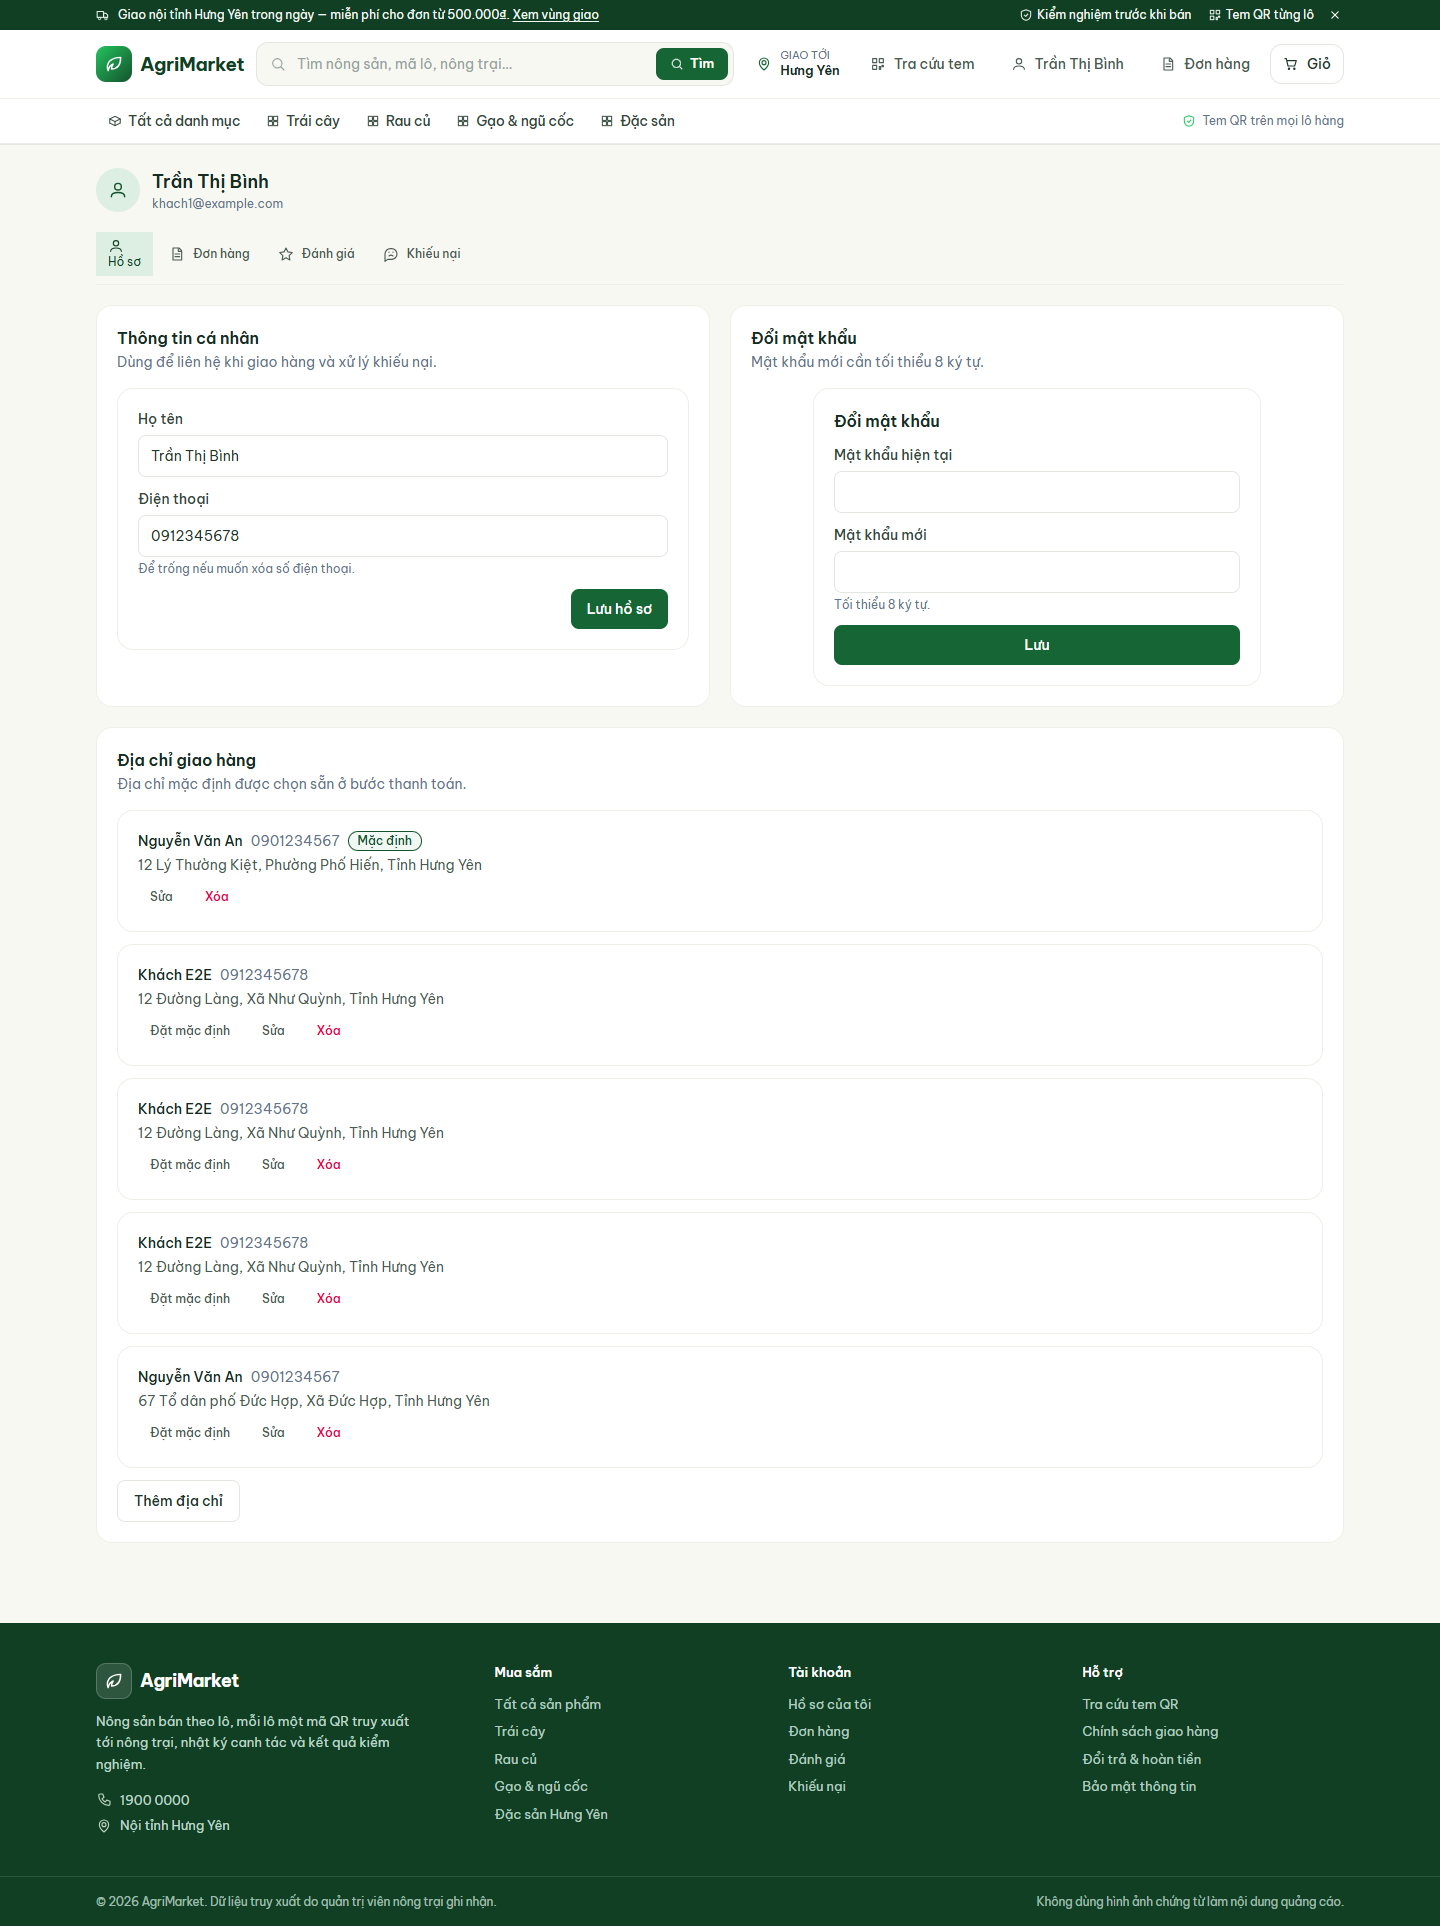 Giao nội tỉnh Hưng Yên trong ngày — miễn phí cho đơn từ 500.000₫. Xem vùng giao
Kiểm nghiệm trước khi bán
Tem QR từng lô
AgriMarket
Tìm nông sản, mã lô, nông trại...
Tìm
GIAO TỚI
Hưng Yên
Tra cứu tem
Trần Thị Bình
Đơn hàng
Giỏ
Tất cả danh mục
Trái cây
Rau củ
Gạo & ngũ cốc
Đặc sản
Tem QR trên mọi lô hàng
Trần Thị Bình
khach1@example.com
Hồ sơ
Đơn hàng
Đánh giá
Khiếu nại
Thông tin cá nhân
Dùng để liên hệ khi giao hàng và xử lý khiếu nại.
Họ tên
Trần Thị Bình
Điện thoại
0912345678
Để trống nếu muốn xóa số điện thoại.
Lưu hồ sơ
Đổi mật khẩu
Mật khẩu mới cần tối thiểu 8 ký tự.
Đổi mật khẩu
Mật khẩu hiện tại
Mật khẩu mới
Tối thiểu 8 ký tự.
Lưu
Địa chỉ giao hàng
Địa chỉ mặc định được chọn sẵn ở bước thanh toán.
Nguyễn Văn An 0901234567 Mặc định
12 Lý Thường Kiệt, Phường Phố Hiến, Tỉnh Hưng Yên
Sửa Xóa
Khách E2E 0912345678
12 Đường Làng, Xã Như Quỳnh, Tỉnh Hưng Yên
Đặt mặc định Sửa Xóa
Khách E2E 0912345678
12 Đường Làng, Xã Như Quỳnh, Tỉnh Hưng Yên
Đặt mặc định Sửa Xóa
Khách E2E 0912345678
12 Đường Làng, Xã Như Quỳnh, Tỉnh Hưng Yên
Đặt mặc định Sửa Xóa
Nguyễn Văn An 0901234567
67 Tổ dân phố Đức Hợp, Xã Đức Hợp, Tỉnh Hưng Yên
Đặt mặc định Sửa Xóa
Thêm địa chỉ
AgriMarket
Nông sản bán theo lô, mỗi lô một mã QR truy xuất
tới nông trại, nhật ký canh tác và kết quả kiểm
nghiệm.
1900 0000
Nội tỉnh Hưng Yên
Mua sắm
Tất cả sản phẩm
Trái cây
Rau củ
Gạo & ngũ cốc
Đặc sản Hưng Yên
Tài khoản
Hồ sơ của tôi
Đơn hàng
Đánh giá
Khiếu nại
Hỗ trợ
Tra cứu tem QR
Chính sách giao hàng
Đổi trả & hoàn tiền
Bảo mật thông tin
© 2026 AgriMarket. Dữ liệu truy xuất do quản trị viên nông trại ghi nhận.
Không dùng hình ảnh chứng từ làm nội dung quảng cáo.